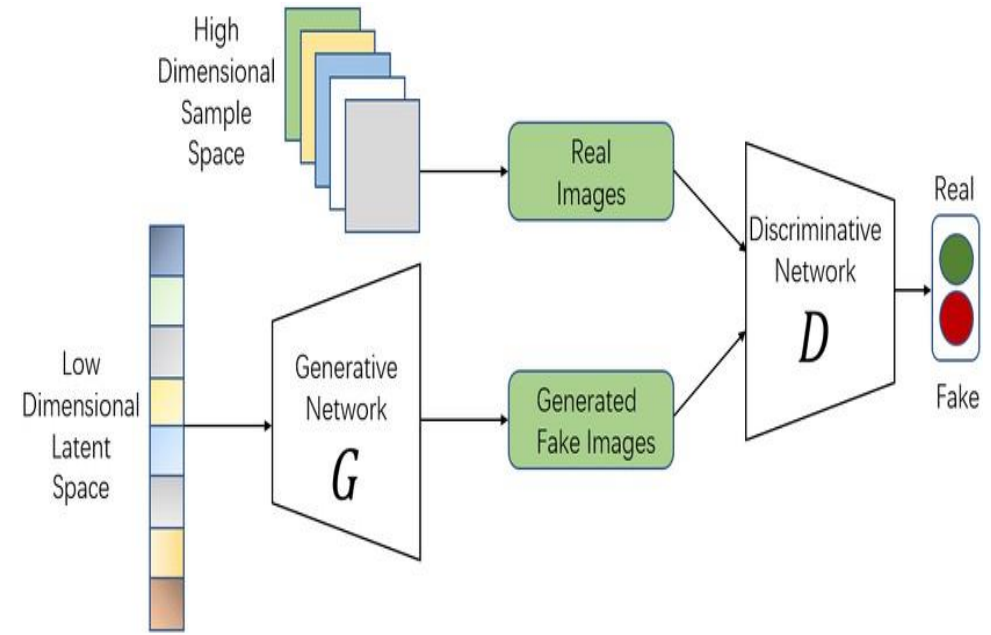 High
Dimensional
Sample
Space
Real
Images
Low
Dimensional
Latent
Space
Generative
Network
G
Generated
Fake Images
Discriminative
Network
D
Real
Fake